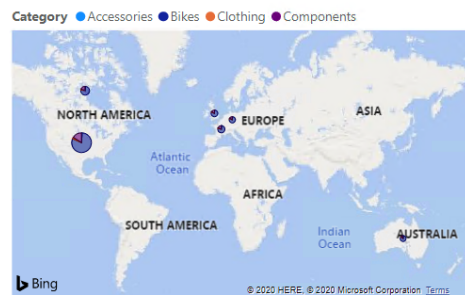 Category Accessories Bikes Clothing Components
NORTH AMERICA
EUROPE
ASIA
Atlantic
Ocean
AFRICA
SOUTH AMERICA
Indian
Ocean
AUSTRALIA
Bing
© 2020 HERE, © 2020 Microsoft Corporation Terms